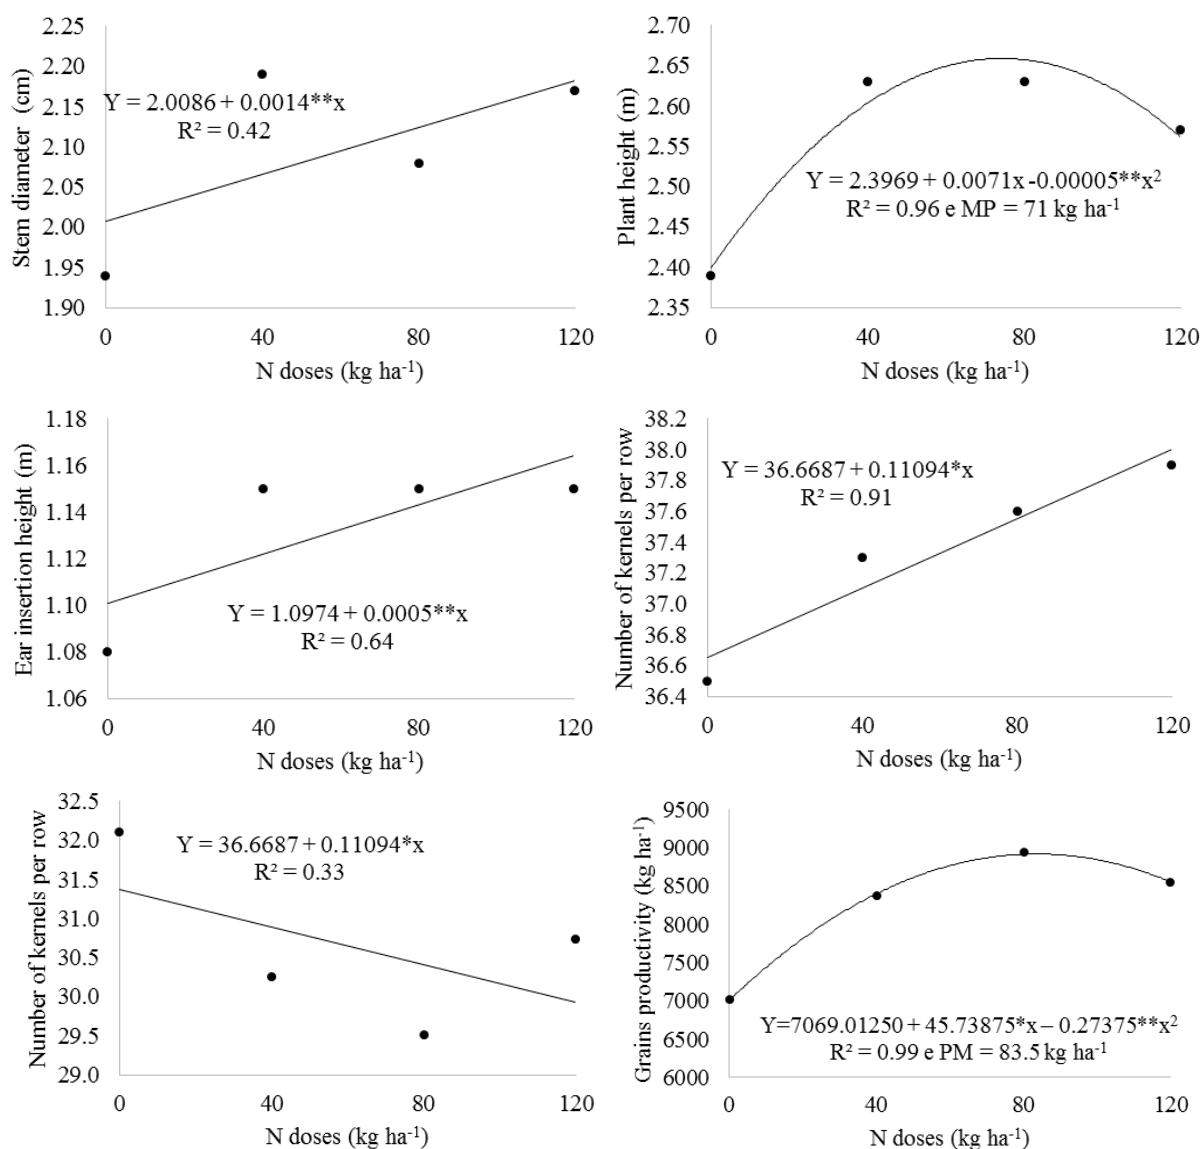 Stem diameter (cm)
2.25
2.20
2.15
2.10
2.05
2.00
1.95
1.90
Y = 2.0086 + 0.0014**x
R² = 0.42
0 40 80 120
N doses (kg ha⁻¹)
Plant height (m)
2.70
2.65
2.60
2.55
2.50
2.45
2.40
2.35
Y = 2.3969 + 0.0071x -0.00005**x²
R² = 0.96 e MP = 71 kg ha⁻¹
0 40 80 120
N doses (kg ha⁻¹)
Ear insertion height (m)
1.18
1.16
1.14
1.12
1.10
1.08
1.06
Y = 1.0974 + 0.0005**x
R² = 0.64
0 40 80 120
N doses (kg ha⁻¹)
Number of kernels per row
38.2
38.0
37.8
37.6
37.4
37.2
37.0
36.8
36.6
36.4
Y = 36.6687 + 0.11094*x
R² = 0.91
0 40 80 120
N doses (kg ha⁻¹)
Number of kernels per row
32.5
32.0
31.5
31.0
30.5
30.0
29.5
29.0
Y = 36.6687 + 0.11094*x
R² = 0.33
0 40 80 120
N doses (kg ha⁻¹)
Grains productivity (kg ha⁻¹)
9500
9000
8500
8000
7500
7000
6500
6000
Y=7069.01250 + 45.73875*x – 0.27375**x²
R² = 0.99 e PM = 83.5 kg ha⁻¹
0 40 80 120
N doses (kg ha⁻¹)